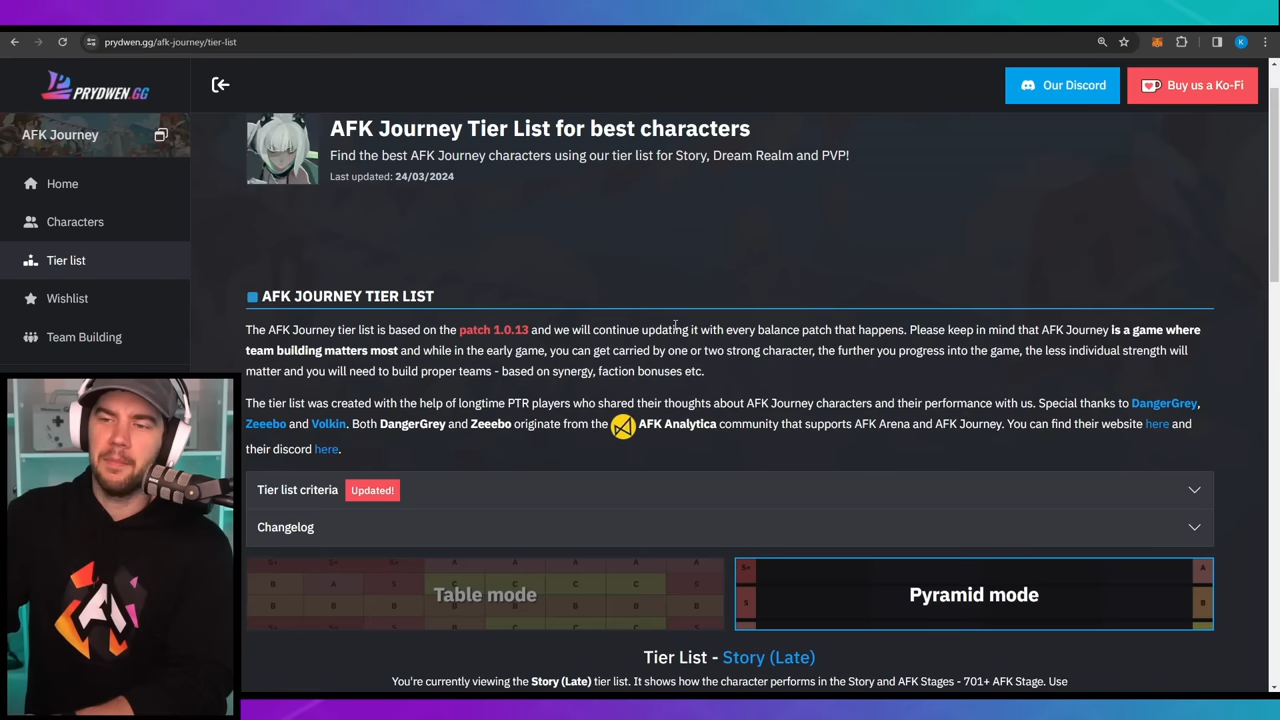 prydwen.gg/afk-journey/tier-list
K
PRYDWEN.GG
Our Discord
Buy us a Ko-Fi
AFK Journey
Home
Characters
Tier list
Wishlist
Team Building
AFK Journey Tier List for best characters
Find the best AFK Journey characters using our tier list for Story, Dream Realm and PVP!
Last updated: 24/03/2024
AFK JOURNEY TIER LIST
The AFK Journey tier list is based on the patch 1.0.13 and we will continue updating it with every balance patch that happens. Please keep in mind that AFK Journey is a game where
team building matters most and while in the early game, you can get carried by one or two strong character, the further you progress into the game, the less individual strength will
matter and you will need to build proper teams - based on synergy, faction bonuses etc.
The tier list was created with the help of longtime PTR players who shared their thoughts about AFK Journey characters and their performance with us. Special thanks to DangerGrey,
Zeeebo and Volkin. Both DangerGrey and Zeeebo originate from the AFK Analytica community that supports AFK Arena and AFK Journey. You can find their website here and
their discord here.
Tier list criteria Updated!
Changelog
S+ S+ S+ A A A A
B A S C C C C S
B B B C C C C B
S+ S+ S+ B C C C S
Table mode
S+ A
S B
Pyramid mode
Tier List - Story (Late)
You're currently viewing the Story (Late) tier list. It shows how the character performs in the Story and AFK Stages - 701+ AFK Stage. Use